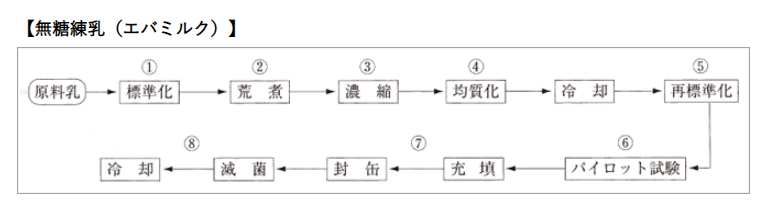 【無糖練乳（エバミルク）】
① ② ③ ④ ⑤
原料乳 標準化 荒煮 濃縮 均質化 冷却 再標準化
⑧ ⑦ ⑥
冷却 滅菌 封缶 充填 パイロット試験